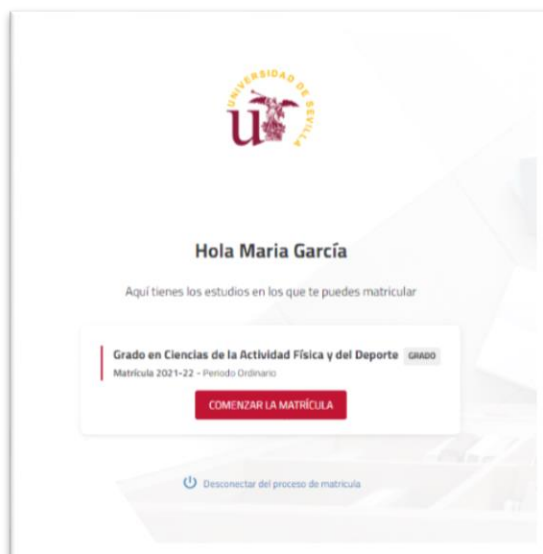 UNIVERSIDAD DE SEVILLA
Hola Maria García
Aquí tienes los estudios en los que te puedes matricular
Grado en Ciencias de la Actividad Física y del Deporte GRADO
Matrícula 2021-22 - Periodo Ordinario
COMENZAR LA MATRÍCULA
Desconectar del proceso de matrícula